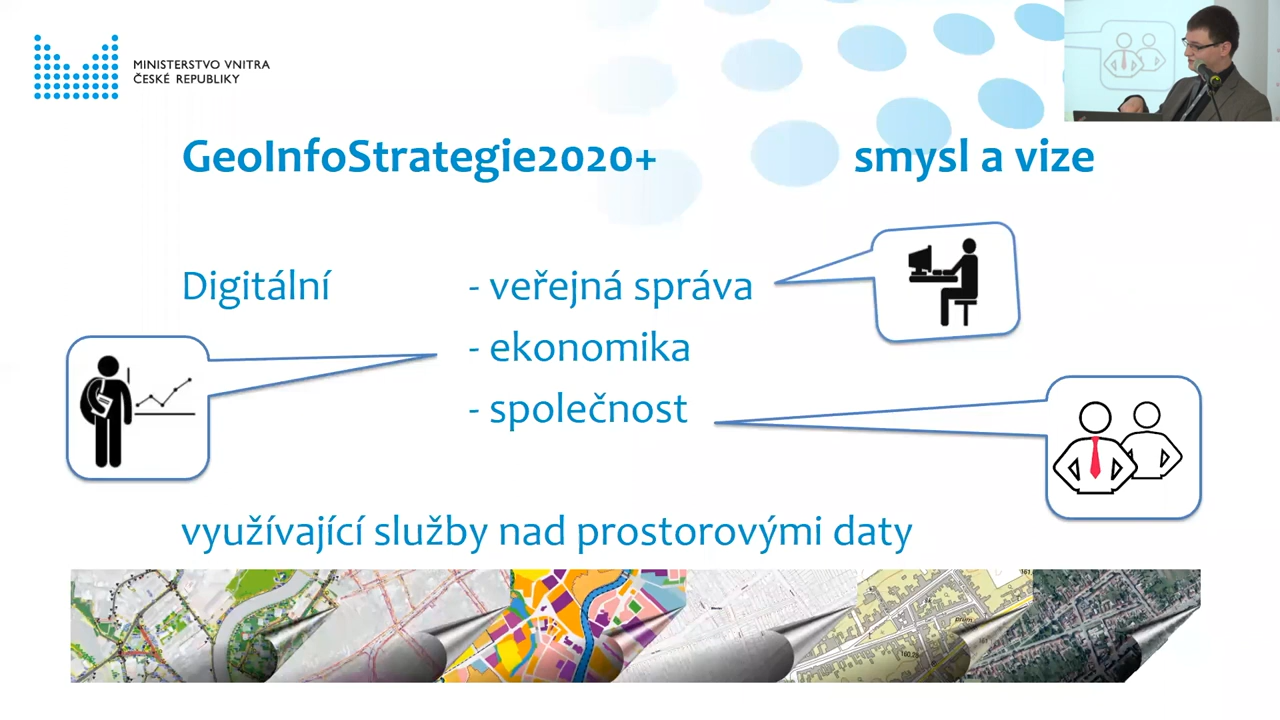 MINISTERSTVO VNITRA
ČESKÉ REPUBLIKY
GeoInfoStrategie2020+ smysl a vize
Digitální - veřejná správa
- ekonomika
- společnost
využívající služby nad prostorovými daty